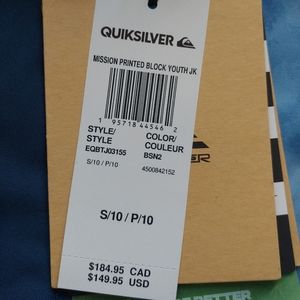 QUIKSILVER
MISSION PRINTED BLOCK YOUTH JK
1 95718 44546 2
STYLE/ COLOR/
STYLE COULEUR
EQBTJ03155 BSN2
S/10 / P/10 4500842152
S/10 / P/10
$184.95 CAD
$149.95 USD